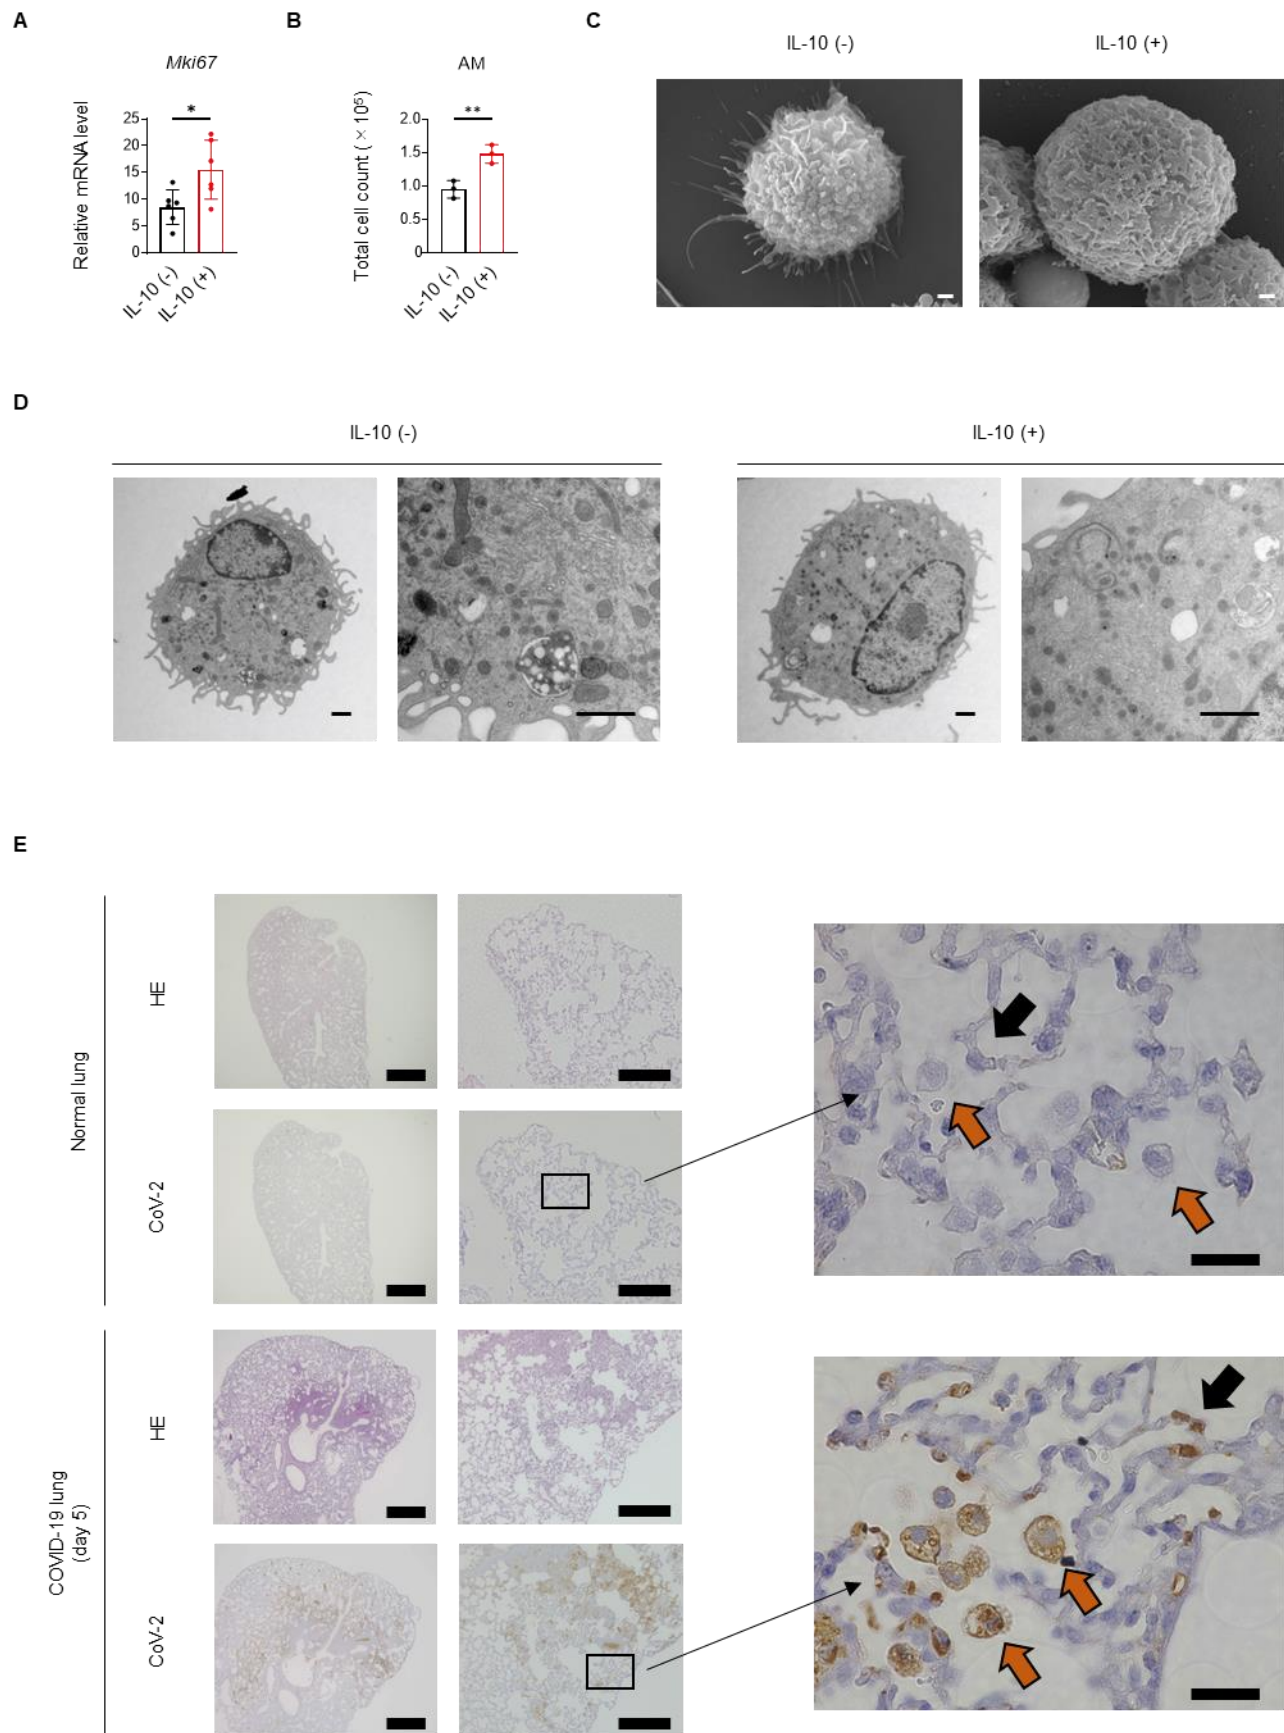 A
B
C
Mki67
AM
IL-10 (-)
IL-10 (+)
*
**
Relative mRNA level
25
20
15
10
5
0
IL-10 (-)
IL-10 (+)
Total cell count (×10⁵)
2.0
1.5
1.0
0.5
0
IL-10 (-)
IL-10 (+)
D
IL-10 (-)
IL-10 (+)
E
Normal lung
HE
CoV-2
COVID-19 lung
(day 5)
HE
CoV-2